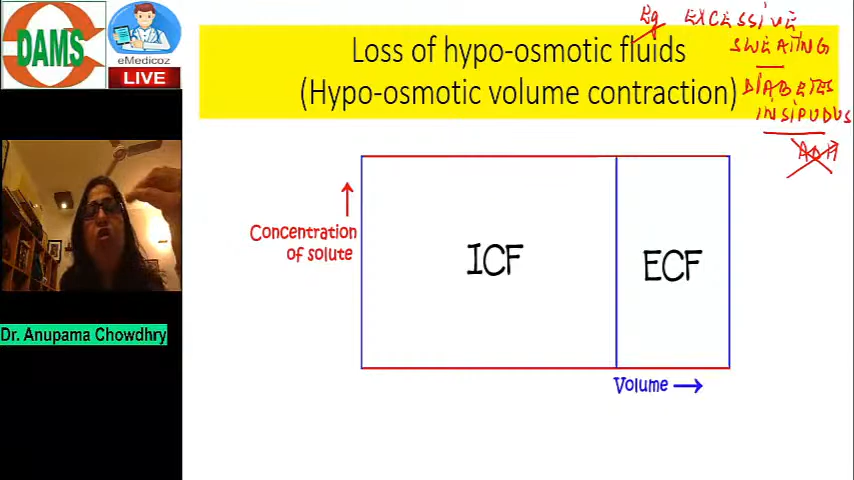 DAMS
eMedicoz
LIVE
Eg EXCESSIVE
SWEATING
DIABETES
INSIPUDUS
ADH
Loss of hypo-osmotic fluids
(Hypo-osmotic volume contraction)
Concentration
of solute
ICF
ECF
Volume
Dr. Anupama Chowdhry